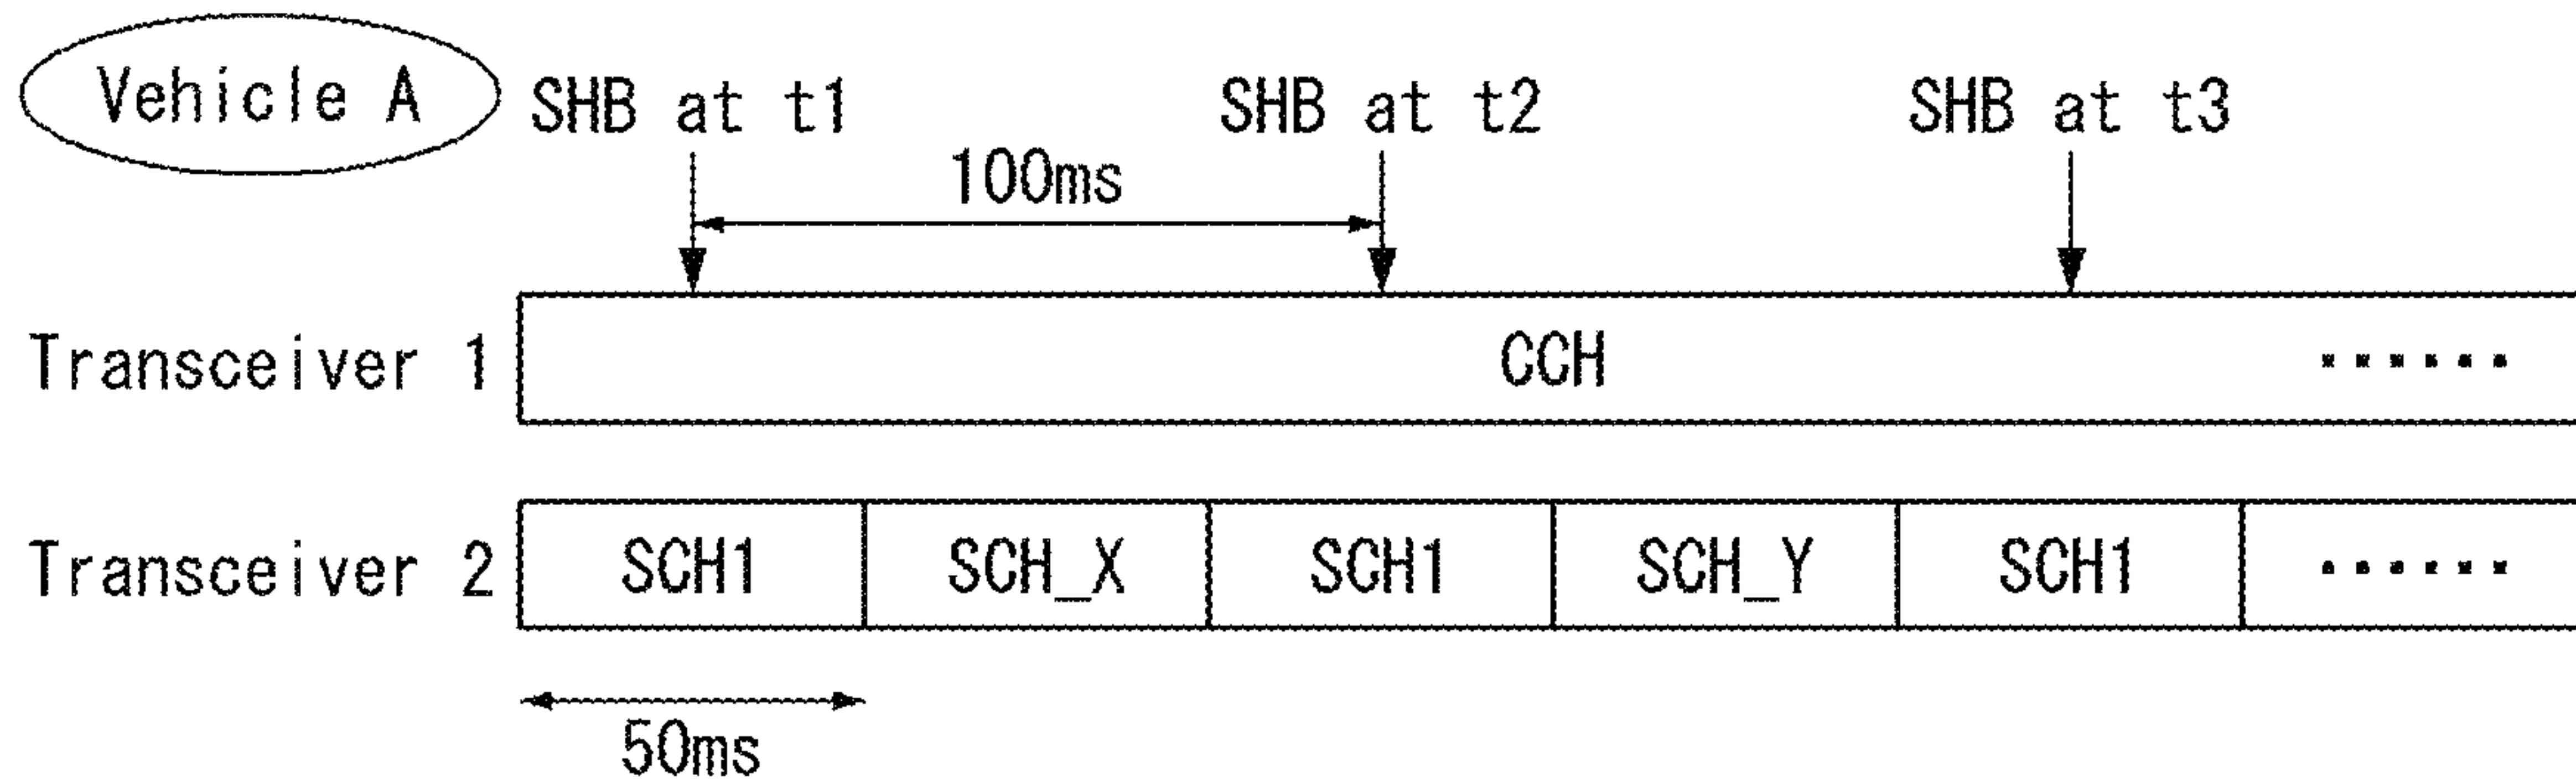 Vehicle A
SHB at t1
SHB at t2
SHB at t3
100ms
Transceiver 1
CCH
......
Transceiver 2
SCH1
SCH_X
SCH1
SCH_Y
SCH1
......
50ms